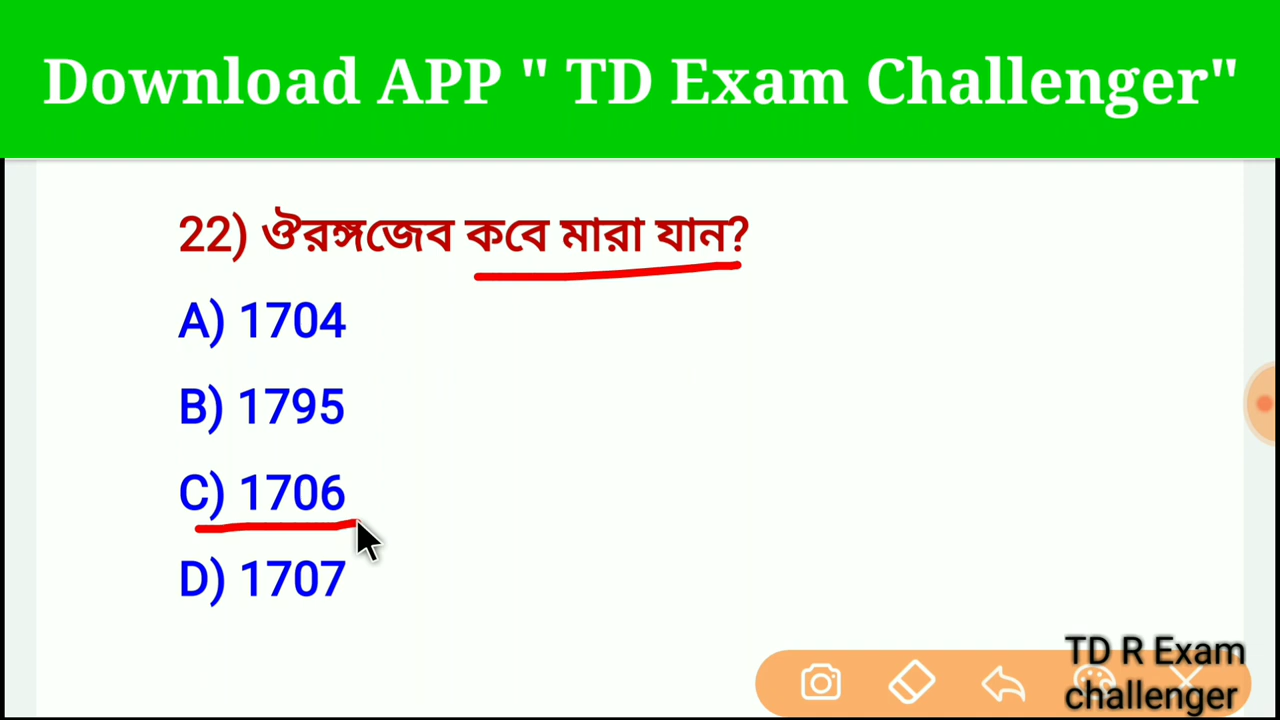 Download APP " TD Exam Challenger"
22) ঔরঙ্গজেব কবে মারা যান?
A) 1704
B) 1795
C) 1706
D) 1707
TD R Exam
challenger